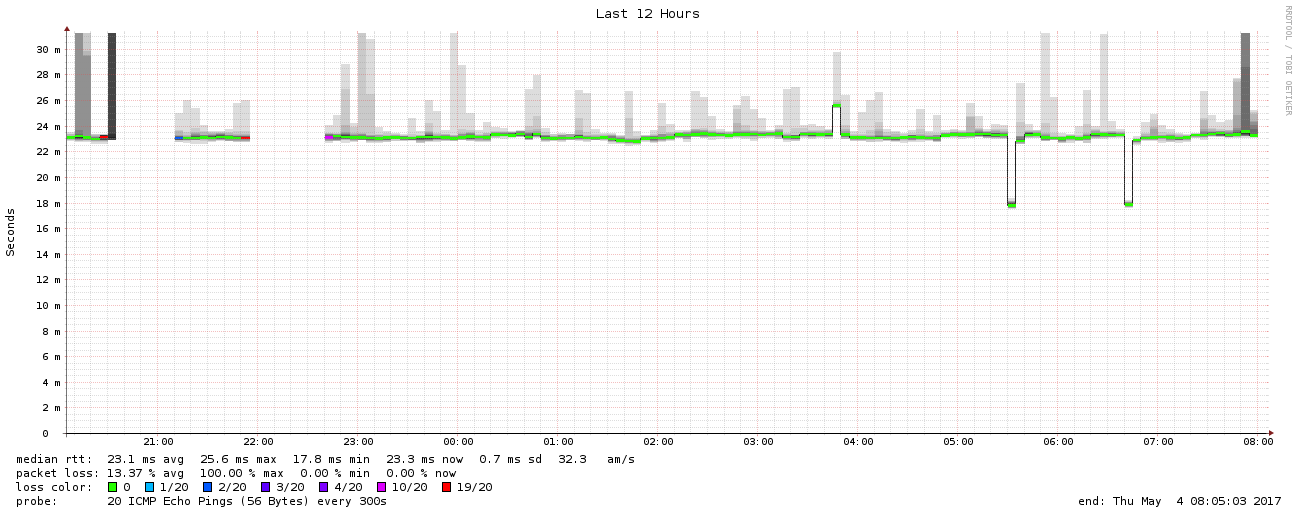 Last 12 Hours
RRDTOOL / TOBI OETIKER
Seconds
30 m
28 m
26 m
24 m
22 m
20 m
18 m
16 m
14 m
12 m
10 m
8 m
6 m
4 m
2 m
0
21:00 22:00 23:00 00:00 01:00 02:00 03:00 04:00 05:00 06:00 07:00 08:00
median rtt: 23.1 ms avg 25.6 ms max 17.8 ms min 23.3 ms now 0.7 ms sd 32.3 am/s
packet loss: 13.37 % avg 100.00 % max 0.00 % min 0.00 % now
loss color: 0 1/20 2/20 3/20 4/20 10/20 19/20
probe: 20 ICMP Echo Pings (56 Bytes) every 300s end: Thu May 4 08:05:03 2017